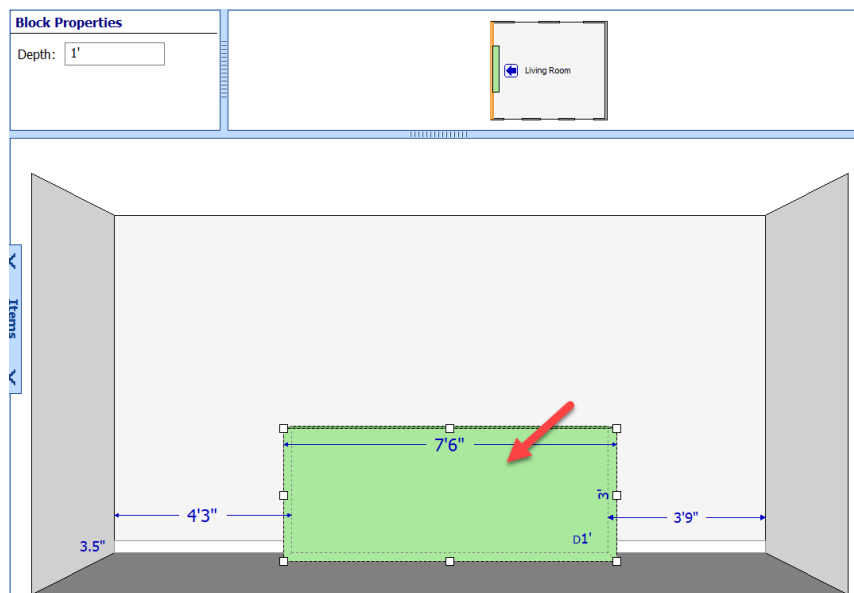 Block Properties
Depth: 1'
Living Room
Items
7'6"
3'
4'3"
3'9"
D1'
3.5"